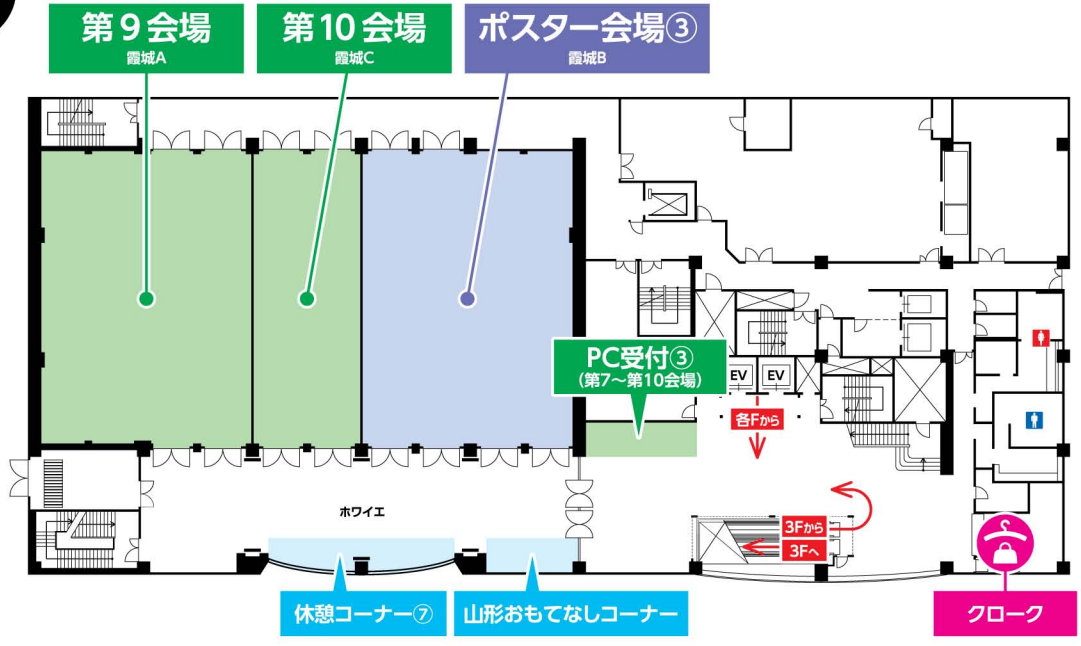 第9会場
霞城A
第10会場
霞城C
ポスター会場③
霞城B
PC受付③
(第7〜第10会場)
EV
EV
各Fから
ホワイエ
3Fから
3Fへ
休憩コーナー⑦
山形おもてなしコーナー
クローク